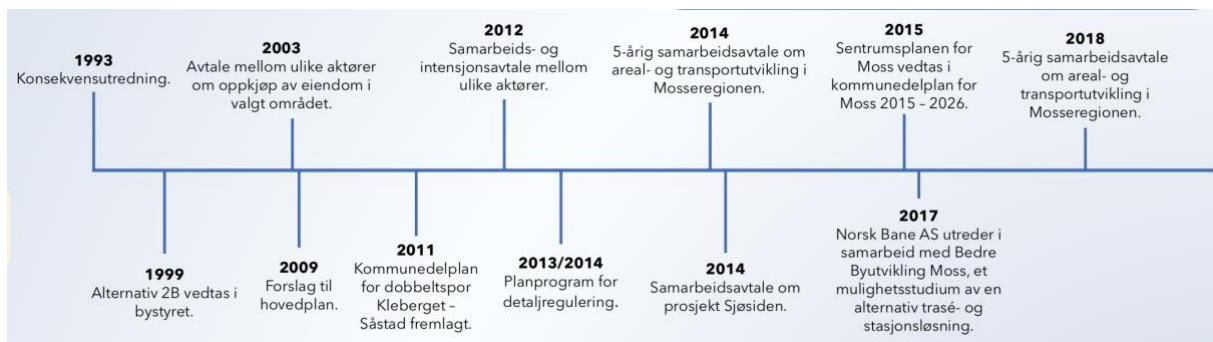 1993
Konsekvensutredning.
1999
Alternativ 2B vedtas i
bystyret.
2003
Avtale mellom ulike aktører
om oppkjøp av eiendom i
valgt området.
2009
Forslag til
hovedplan.
2011
Kommunedelplan
for dobbeltspor
Kleberget –
Såstad fremlagt.
2012
Samarbeids- og
intensjonsavtale mellom
ulike aktører.
2013/2014
Planprogram for
detaljregulering.
2014
5-årig samarbeidsavtale om
areal- og transportutvikling i
Mosseregionen.
2014
Samarbeidsavtale om
prosjekt Sjøsiden.
2015
Sentrumsplanen for
Moss vedtas i
kommunedelplan for
Moss 2015 – 2026.
2017
Norsk Bane AS utreder i
samarbeid med Bedre
Byutvikling Moss, et
mulighetsstudium av en
alternativ trasé- og
stasjonsløsning.
2018
5-årig samarbeidsavtale
om areal- og
transportutvikling i
Mosseregionen.